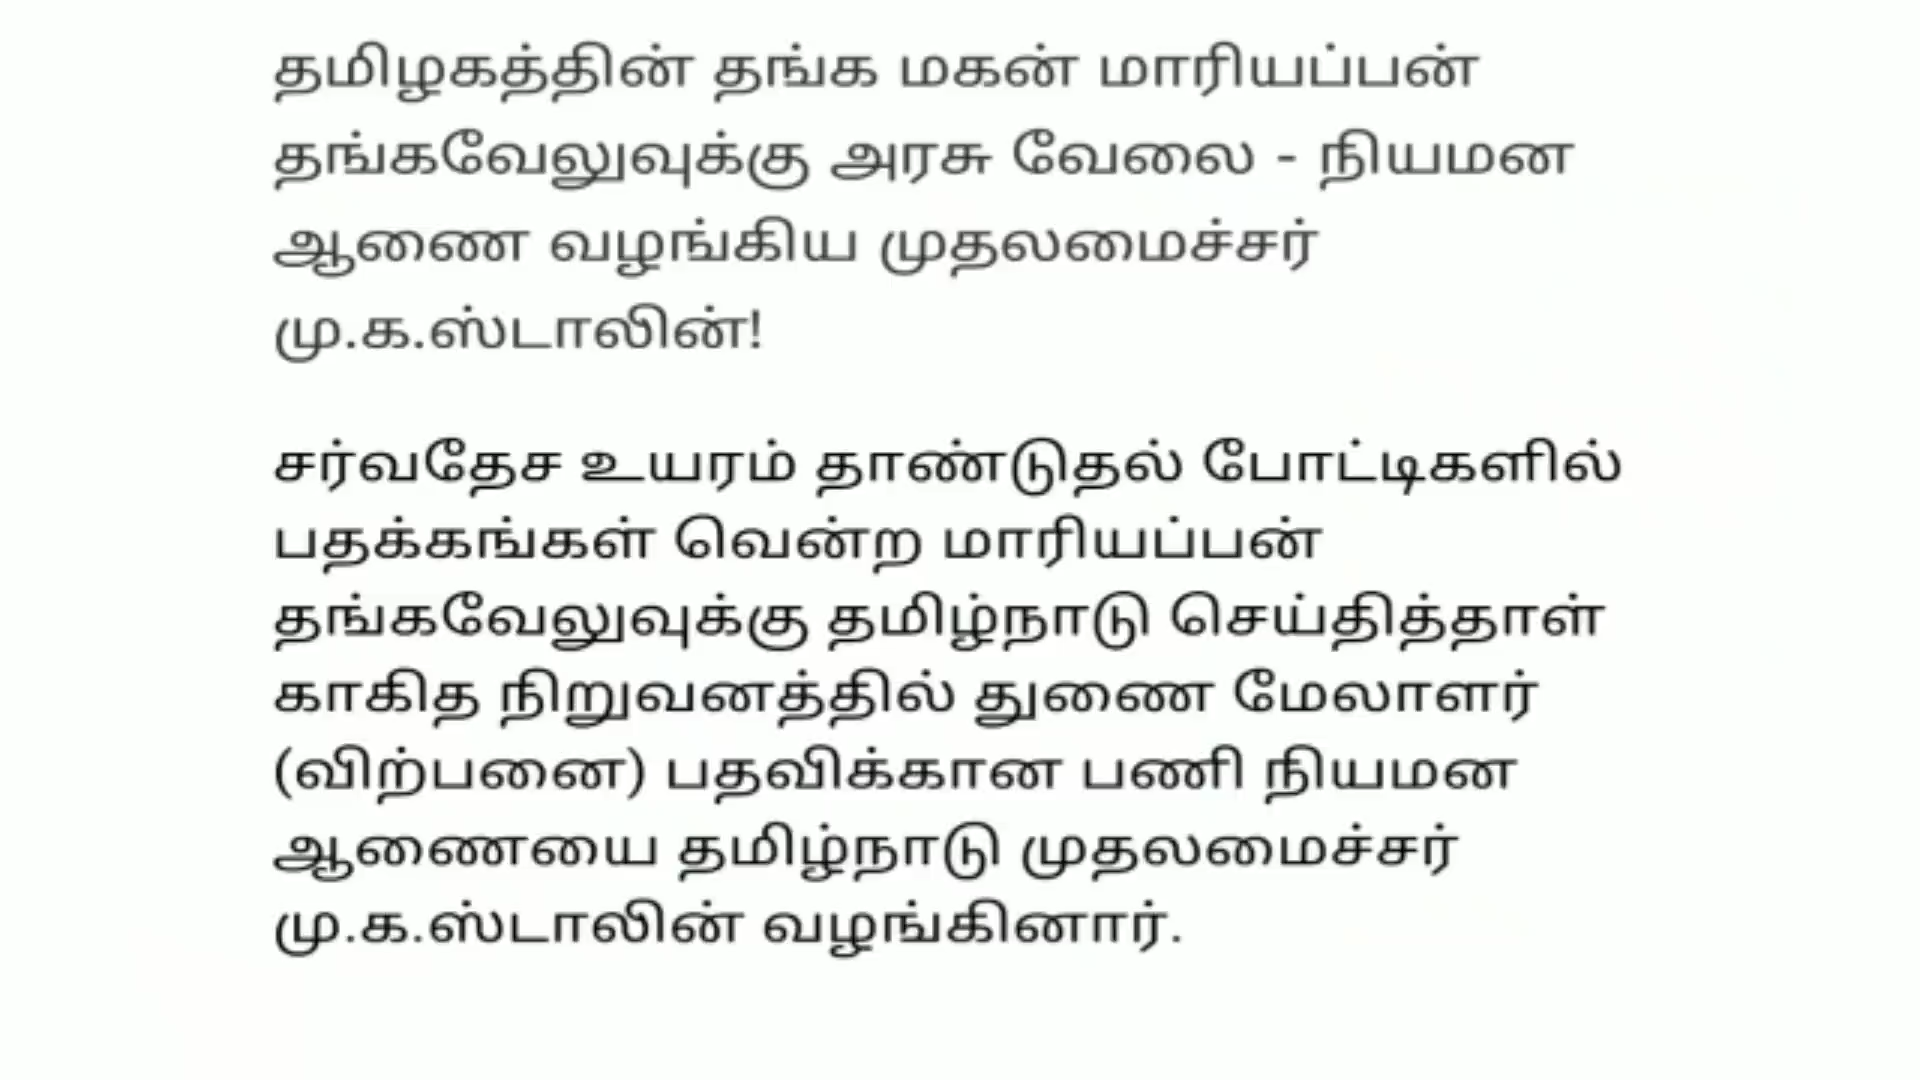 தமிழகத்தின் தங்க மகன் மாரியப்பன்
தங்கவேலுவுக்கு அரசு வேலை - நியமன
ஆணை வழங்கிய முதலமைச்சர்
மு.க.ஸ்டாலின்!
சர்வதேச உயரம் தாண்டுதல் போட்டிகளில்
பதக்கங்கள் வென்ற மாரியப்பன்
தங்கவேலுவுக்கு தமிழ்நாடு செய்தித்தாள்
காகித நிறுவனத்தில் துணை மேலாளர்
(விற்பனை) பதவிக்கான பணி நியமன
ஆணையை தமிழ்நாடு முதலமைச்சர்
மு.க.ஸ்டாலின் வழங்கினார்.